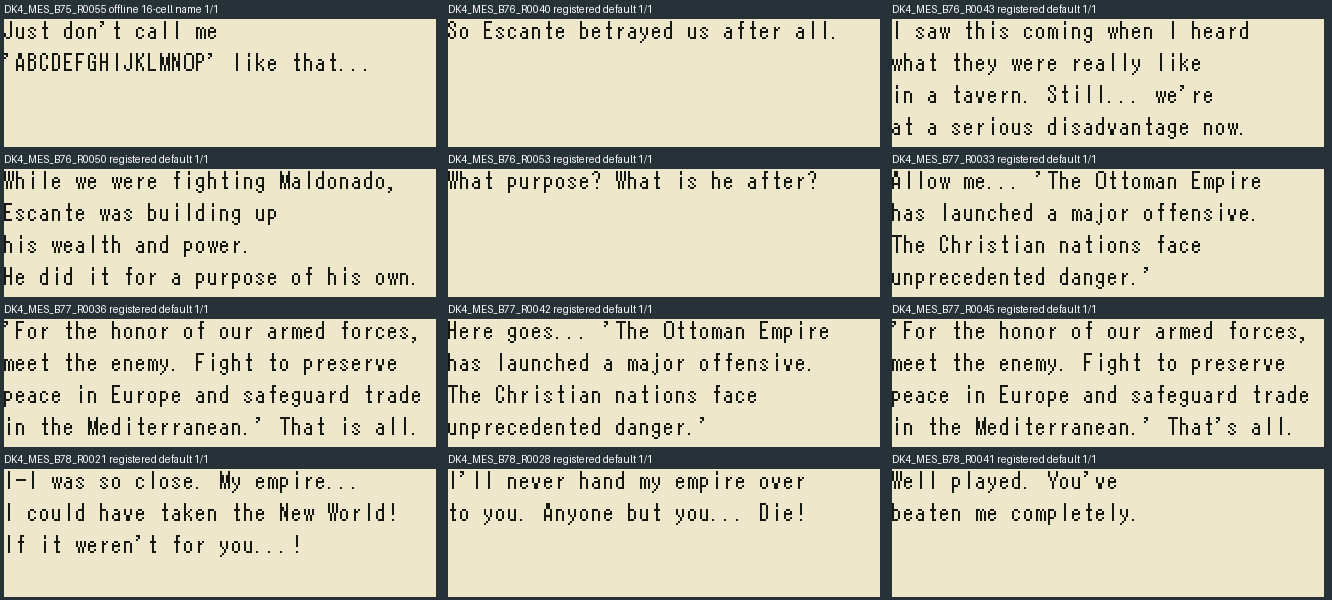 DK4_MES_B75_R0055 offline 16-cell name 1/1
Just don't call me
'ABCDEFGHIJKLMNOP' like that...
DK4_MES_B76_R0040 registered default 1/1
So Escante betrayed us after all.
DK4_MES_B76_R0043 registered default 1/1
I saw this coming when I heard
what they were really like
in a tavern. Still... we're
at a serious disadvantage now.
DK4_MES_B76_R0050 registered default 1/1
While we were fighting Maldonado,
Escante was building up
his wealth and power.
He did it for a purpose of his own.
DK4_MES_B76_R0053 registered default 1/1
What purpose? What is he after?
DK4_MES_B77_R0033 registered default 1/1
Allow me... 'The Ottoman Empire
has launched a major offensive.
The Christian nations face
unprecedented danger.'
DK4_MES_B77_R0036 registered default 1/1
'For the honor of our armed forces,
meet the enemy. Fight to preserve
peace in Europe and safeguard trade
in the Mediterranean.' That is all.
DK4_MES_B77_R0042 registered default 1/1
Here goes... 'The Ottoman Empire
has launched a major offensive.
The Christian nations face
unprecedented danger.'
DK4_MES_B77_R0045 registered default 1/1
'For the honor of our armed forces,
meet the enemy. Fight to preserve
peace in Europe and safeguard trade
in the Mediterranean.' That's all.
DK4_MES_B78_R0021 registered default 1/1
I-I was so close. My empire...
I could have taken the New World!
If it weren't for you...!
DK4_MES_B78_R0028 registered default 1/1
I'll never hand my empire over
to you. Anyone but you... Die!
DK4_MES_B78_R0041 registered default 1/1
Well played. You've
beaten me completely.